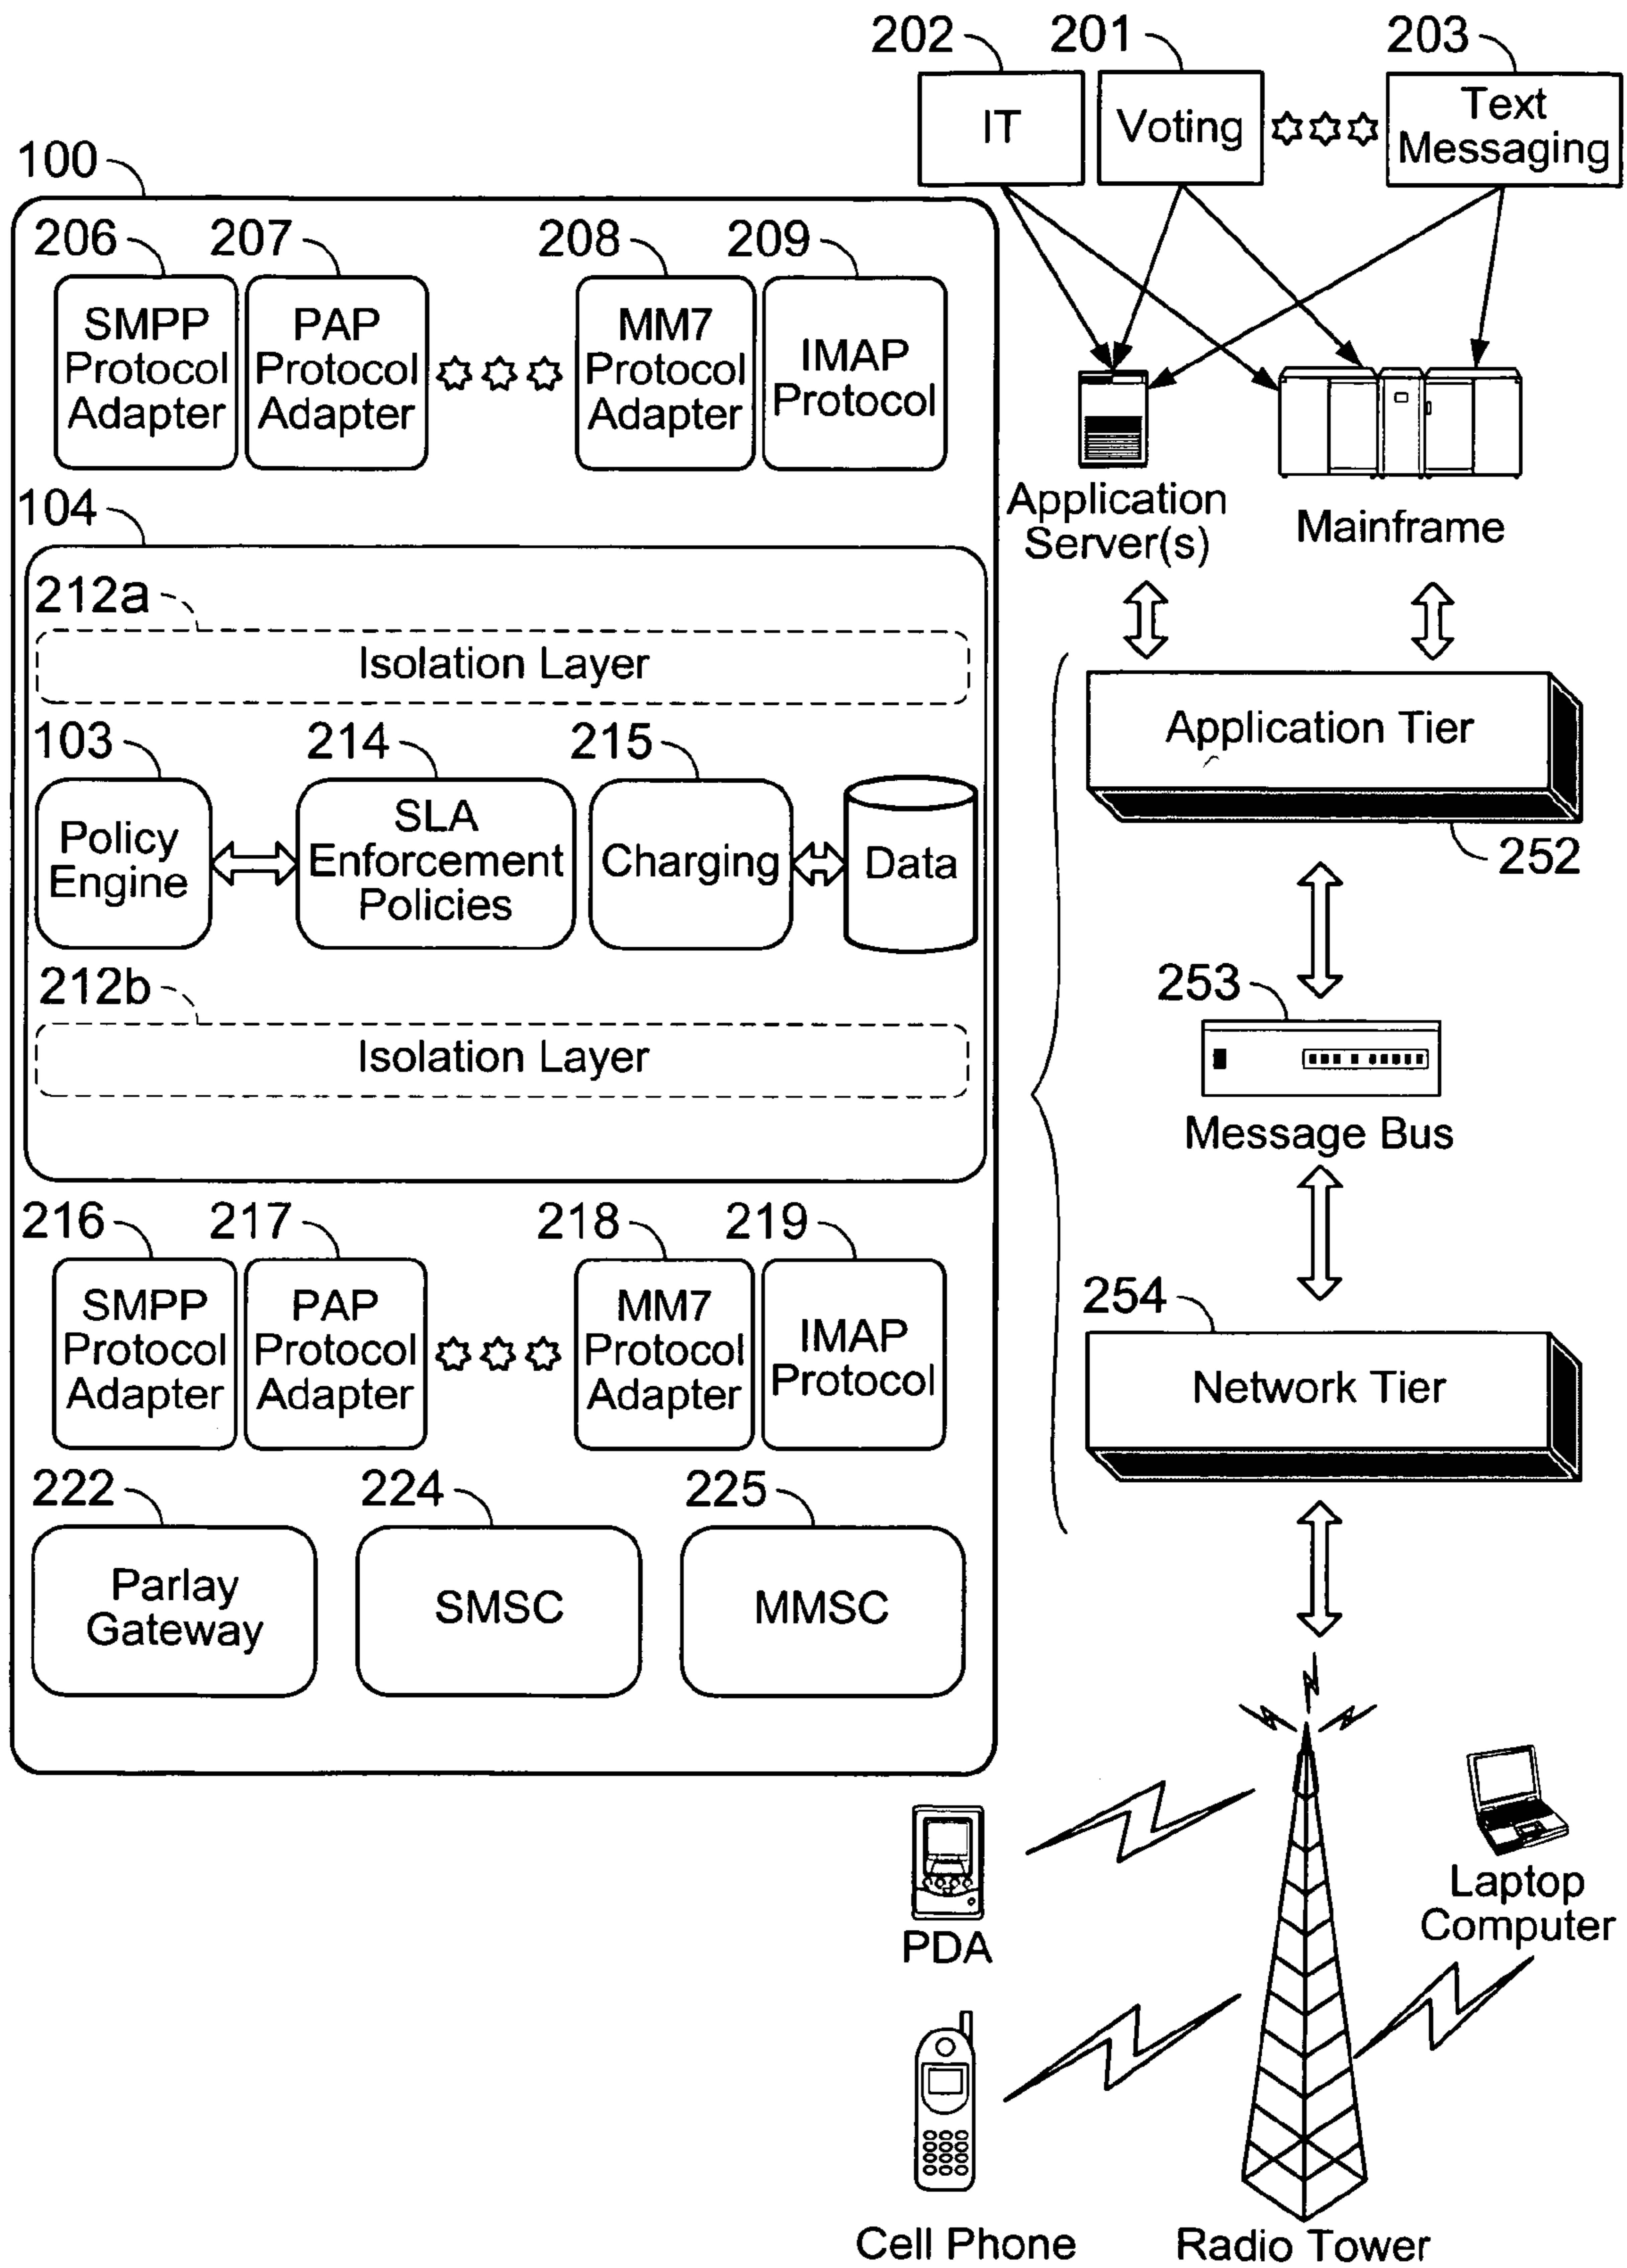 202
201
203
IT
Voting
Text
Messaging
100
206
207
208
209
SMPP
Protocol
Adapter
PAP
Protocol
Adapter
MM7
Protocol
Adapter
IMAP
Protocol
Application
Server(s)
Mainframe
104
212a
Isolation Layer
103
214
215
Policy
Engine
SLA
Enforcement
Policies
Charging
Data
212b
Isolation Layer
216
217
218
219
SMPP
Protocol
Adapter
PAP
Protocol
Adapter
MM7
Protocol
Adapter
IMAP
Protocol
222
224
225
Parlay
Gateway
SMSC
MMSC
Application Tier
252
253
Message Bus
254
Network Tier
PDA
Laptop
Computer
Cell Phone
Radio Tower